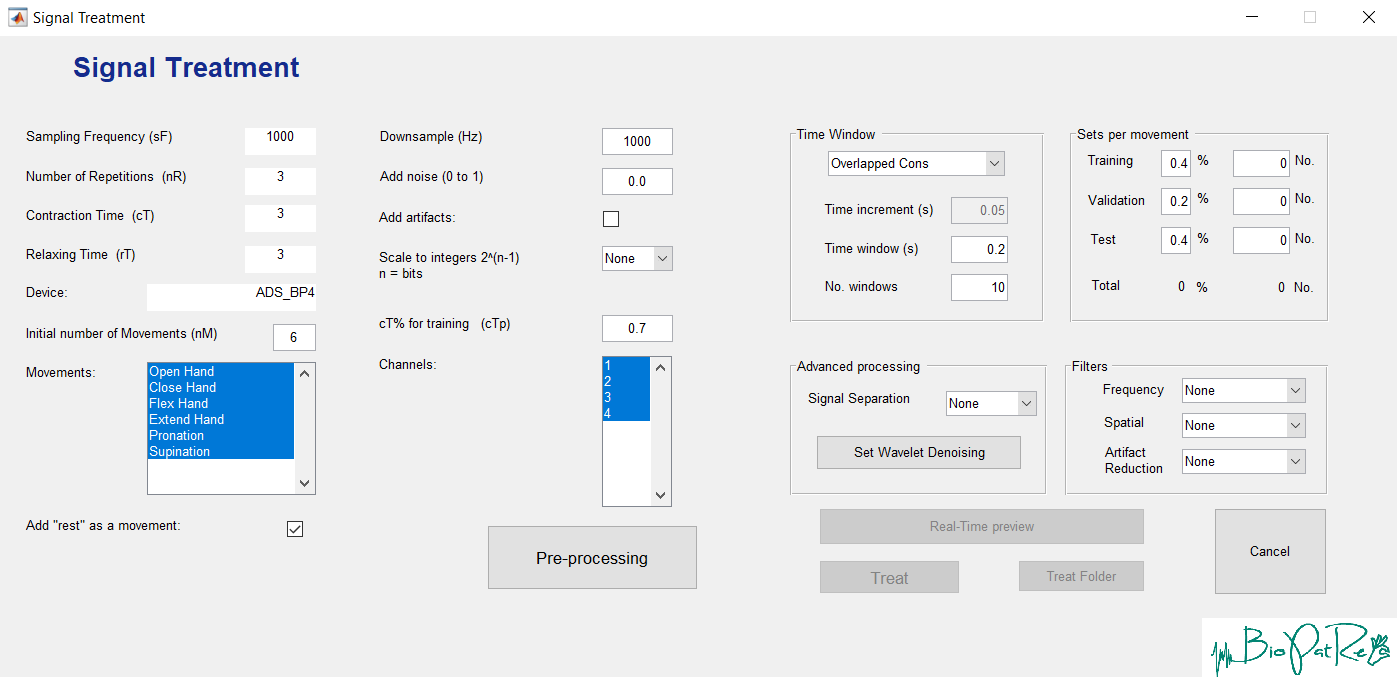 Signal Treatment
Signal Treatment
Sampling Frequency (sF) 1000
Number of Repetitions (nR) 3
Contraction Time (cT) 3
Relaxing Time (rT) 3
Device: ADS_BP4
Initial number of Movements (nM) 6
Movements:
Open Hand
Close Hand
Flex Hand
Extend Hand
Pronation
Supination
Add "rest" as a movement:
Downsample (Hz) 1000
Add noise (0 to 1) 0.0
Add artifacts:
Scale to integers 2^(n-1) None
n = bits
cT% for training (cTp) 0.7
Channels:
1
2
3
4
Pre-processing
Time Window
Overlapped Cons
Time increment (s) 0.05
Time window (s) 0.2
No. windows 10
Sets per movement
Training 0.4 % 0 No.
Validation 0.2 % 0 No.
Test 0.4 % 0 No.
Total 0 % 0 No.
Advanced processing
Signal Separation None
Set Wavelet Denoising
Filters
Frequency None
Spatial None
Artifact
Reduction None
Real-Time preview
Treat
Treat Folder
Cancel
BioPatRec